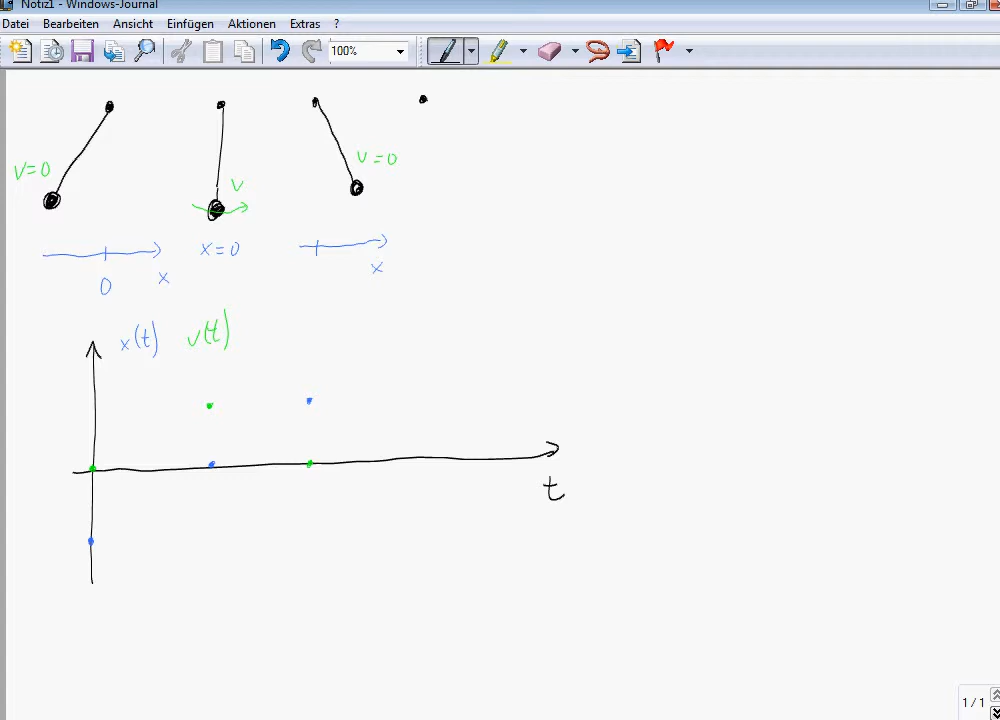 Notiz1 - Windows-Journal
Datei Bearbeiten Ansicht Einfügen Aktionen Extras ?
100%
V=0
V
V=0
x=0
0
x
x
x(t) v(t)
t
1/1